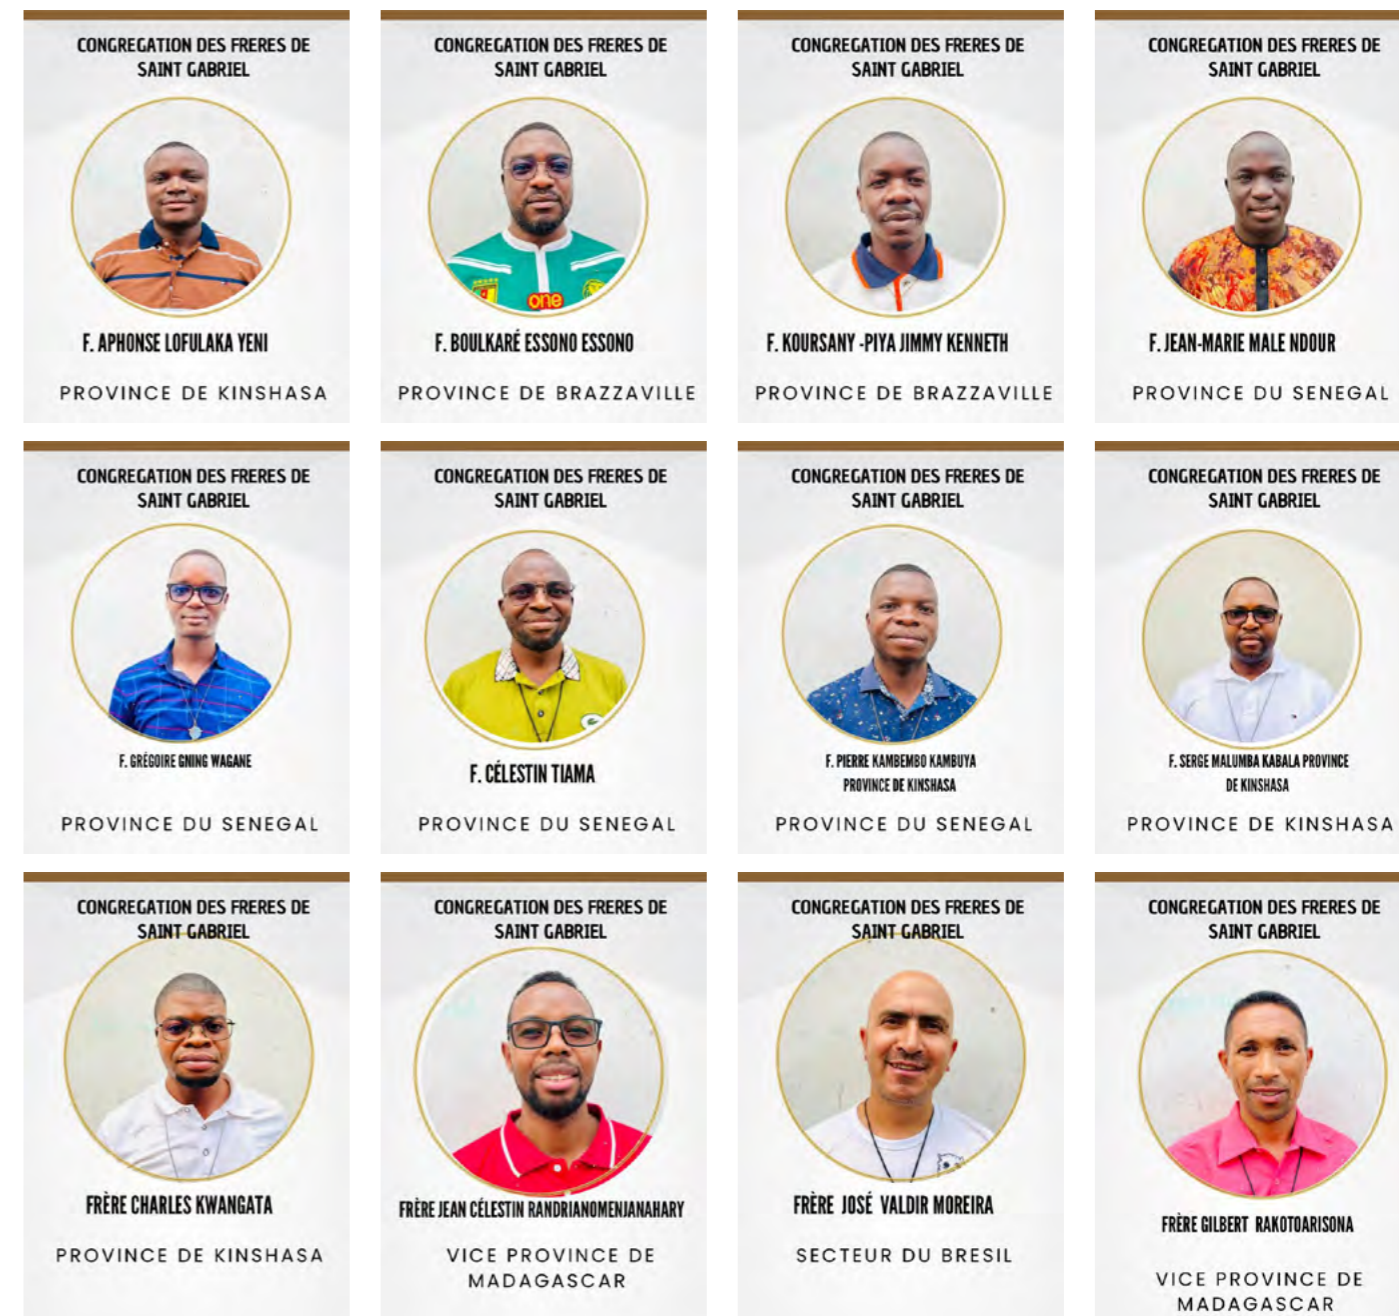 CONGREGATION DES FRERES DE
SAINT GABRIEL
one
F. APHONSE LOFULAKA YENI
PROVINCE DE KINSHASA
CONGREGATION DES FRERES DE
SAINT GABRIEL
F. BOULKARÉ ESSONO ESSONO
PROVINCE DE BRAZZAVILLE
CONGREGATION DES FRERES DE
SAINT GABRIEL
F. KOURSANY -PIYA JIMMY KENNETH
PROVINCE DE BRAZZAVILLE
CONGREGATION DES FRERES DE
SAINT GABRIEL
F. JEAN-MARIE MALE NDOUR
PROVINCE DU SENEGAL
CONGREGATION DES FRERES DE
SAINT GABRIEL
F. GRÉGOIRE GNING WAGANE
PROVINCE DU SENEGAL
CONGREGATION DES FRERES DE
SAINT GABRIEL
F. CÉLESTIN TIAMA
PROVINCE DU SENEGAL
CONGREGATION DES FRERES DE
SAINT GABRIEL
F. PIERRE KAMBEMBO KAMBUYA
PROVINCE DE KINSHASA
PROVINCE DU SENEGAL
CONGREGATION DES FRERES DE
SAINT GABRIEL
F. SERGE MALUMBA KABALA PROVINCE
DE KINSHASA
PROVINCE DE KINSHASA
CONGREGATION DES FRERES DE
SAINT GABRIEL
FRÈRE CHARLES KWANGATA
PROVINCE DE KINSHASA
CONGREGATION DES FRERES DE
SAINT GABRIEL
FRÈRE JEAN CÉLESTIN RANDRIANOMENJANAHARY
VICE PROVINCE DE
MADAGASCAR
CONGREGATION DES FRERES DE
SAINT GABRIEL
FRÈRE JOSÉ VALDIR MOREIRA
SECTEUR DU BRESIL
CONGREGATION DES FRERES DE
SAINT GABRIEL
FRÈRE GILBERT RAKOTOARISONA
VICE PROVINCE DE
MADAGASCAR